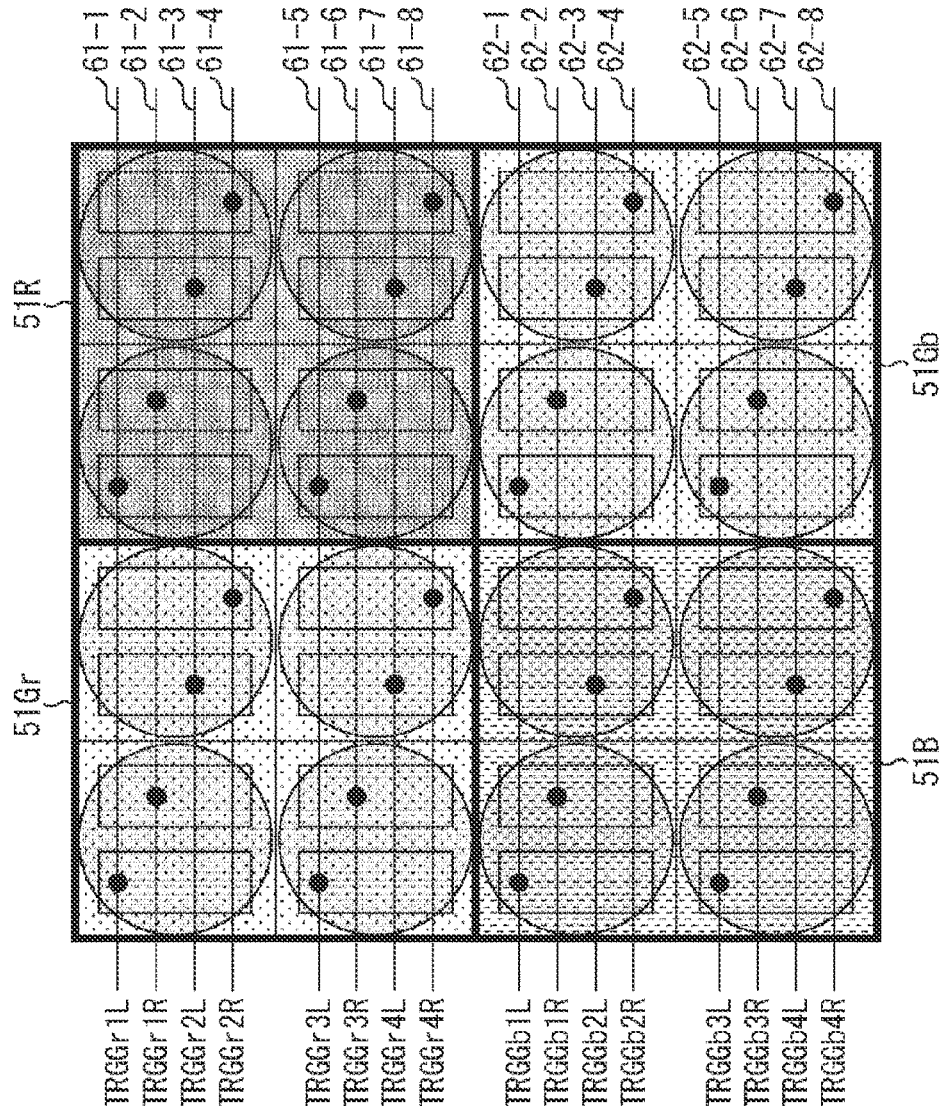 51Gr
51R
TRGGr1L
TRGGr1R
TRGGr2L
TRGGr2R
TRGGr3L
TRGGr3R
TRGGr4L
TRGGr4R
TRGGb1L
TRGGb1R
TRGGb2L
TRGGb2R
TRGGb3L
TRGGb3R
TRGGb4L
TRGGb4R
61-1
61-2
61-3
61-4
61-5
61-6
61-7
61-8
62-1
62-2
62-3
62-4
62-5
62-6
62-7
62-8
51B
51Gb